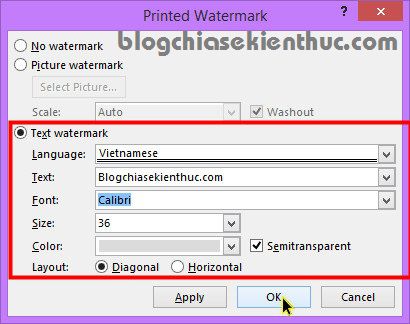 Printed Watermark
blogchiasekienthuc.com
No watermark
Picture watermark
Select Picture...
Scale: Auto Washout
Text watermark
Language: Vietnamese
Text: Blogchiasekienthuc.com
Font: Calibri
Size: 36
Color: Semitransparent
Layout: Diagonal Horizontal
Apply OK Cancel